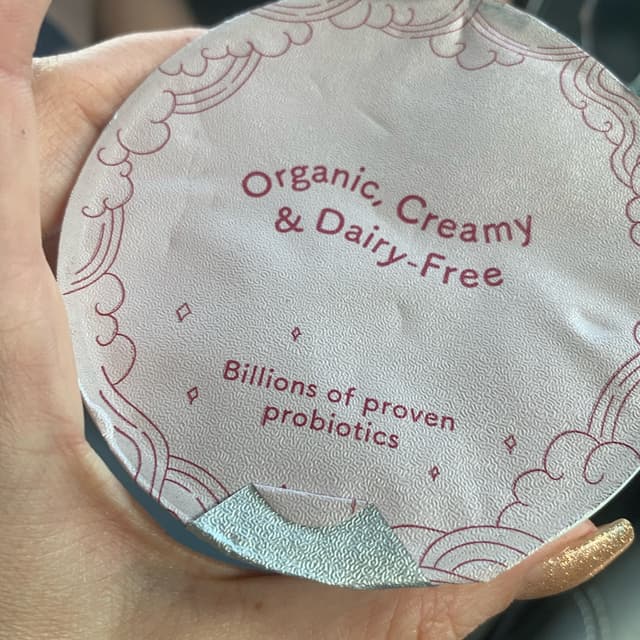 Organic, Creamy
& Dairy-Free
Billions of proven
probiotics